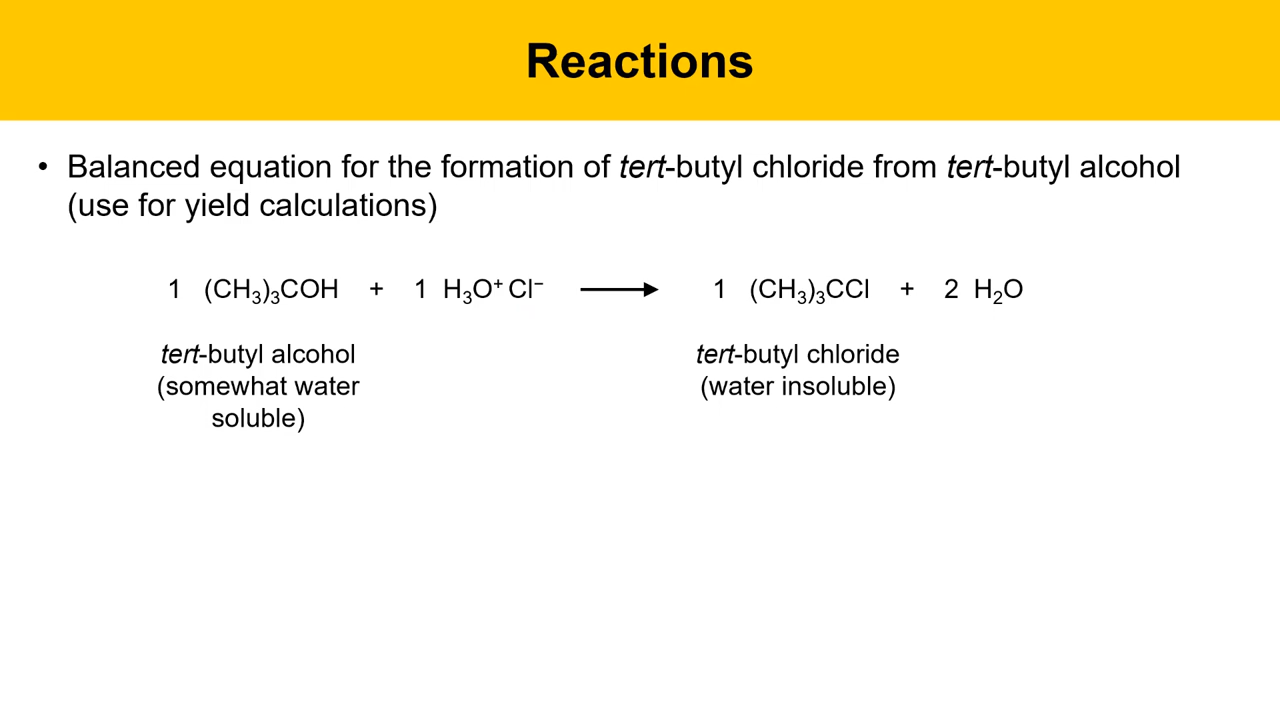 Reactions
• Balanced equation for the formation of tert-butyl chloride from tert-butyl alcohol
(use for yield calculations)
1 (CH₃)₃COH + 1 H₃O⁺ Cl⁻ ⟶ 1 (CH₃)₃CCl + 2 H₂O
tert-butyl alcohol
(somewhat water
soluble)
tert-butyl chloride
(water insoluble)